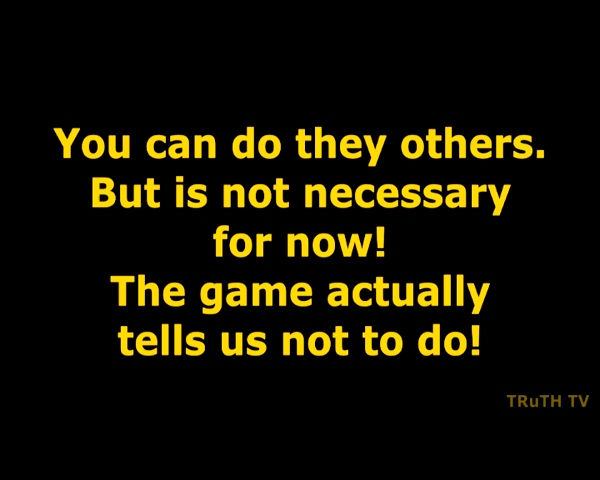 You can do they others.
But is not necessary
for now!
The game actually
tells us not to do!
TRuTH TV